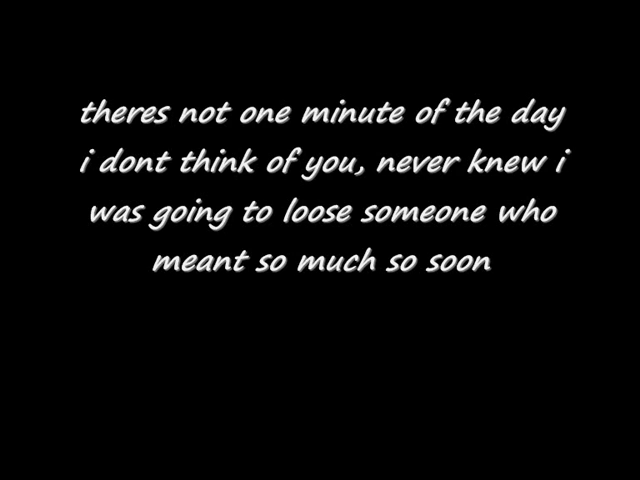 theres not one minute of the day
i dont think of you, never knew i
was going to loose someone who
meant so much so soon